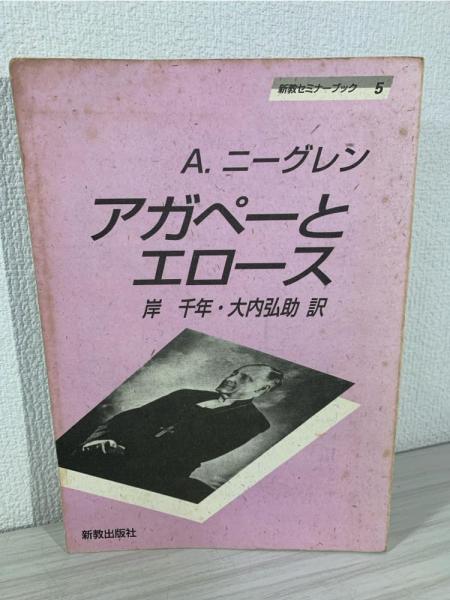 新教セミナーブック 5
A. ニーグレン
アガペーと
エロース
岸 千年・大内弘助 訳
新教出版社